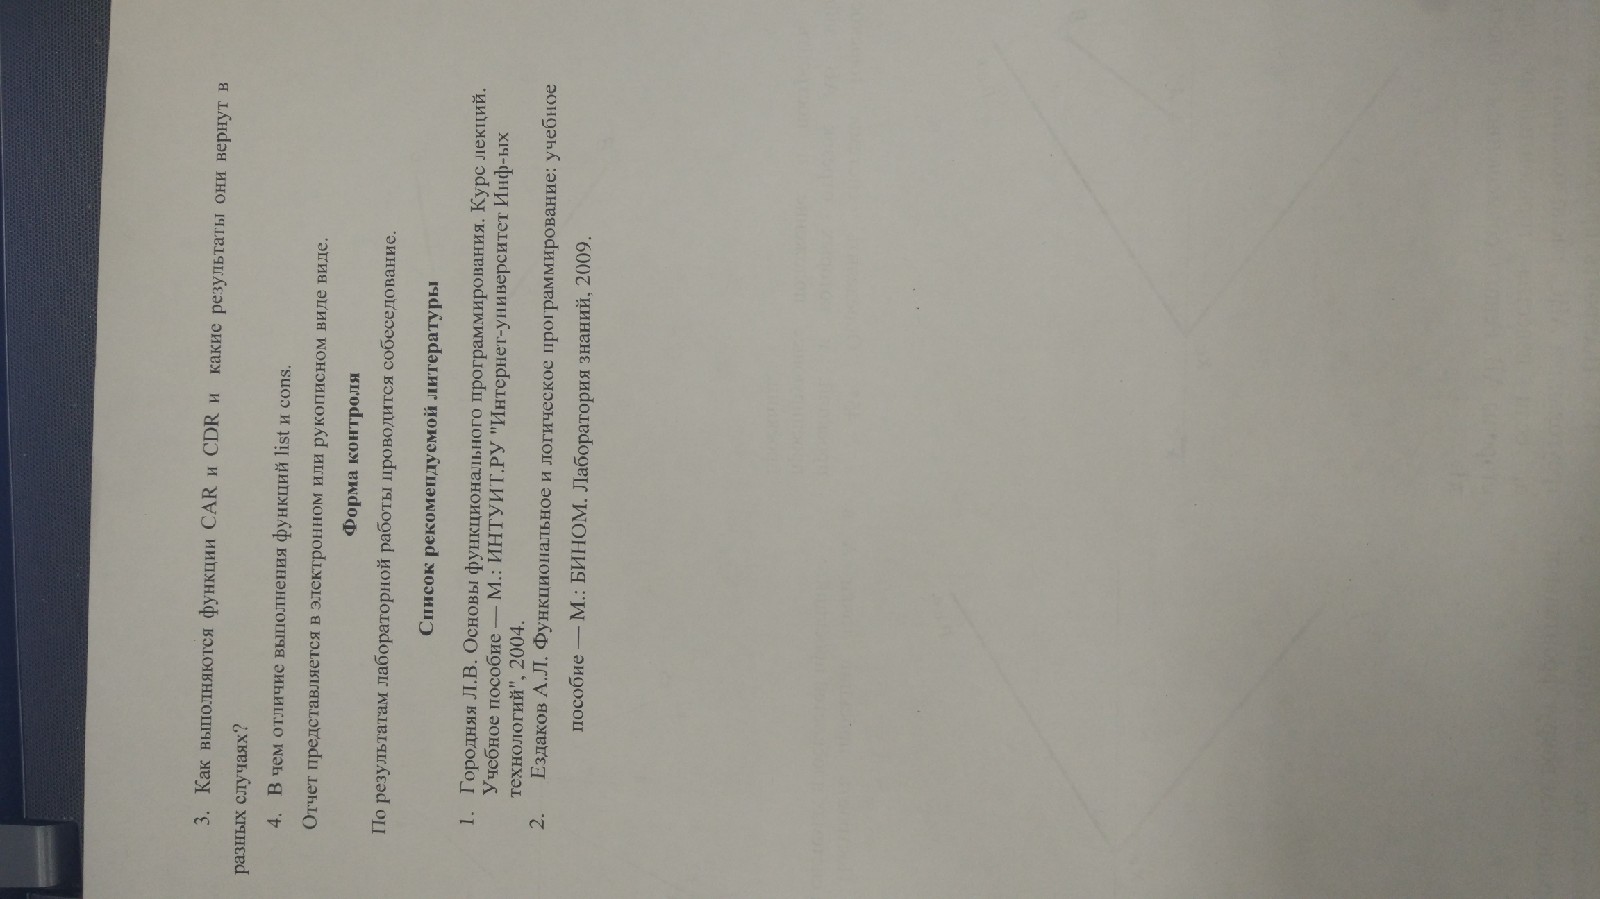 3. Как выполняются функции CAR и CDR и какие результаты они вернут в
разных случаях?
4. В чем отличие выполнения функций list и cons.
Отчет представляется в электронном или рукописном виде виде.
Форма контроля
По результатам лабораторной работы проводится собеседование.
Список рекомендуемой литературы
1. Городняя Л.В. Основы функционального программирования. Курс лекций.
Учебное пособие — М.: ИНТУИТ.РУ "Интернет-университет Инф-ых
технологий", 2004.
2. Ездаков А.Л. Функциональное и логическое программирование: учебное
пособие — М.: БИНОМ. Лаборатория знаний, 2009.